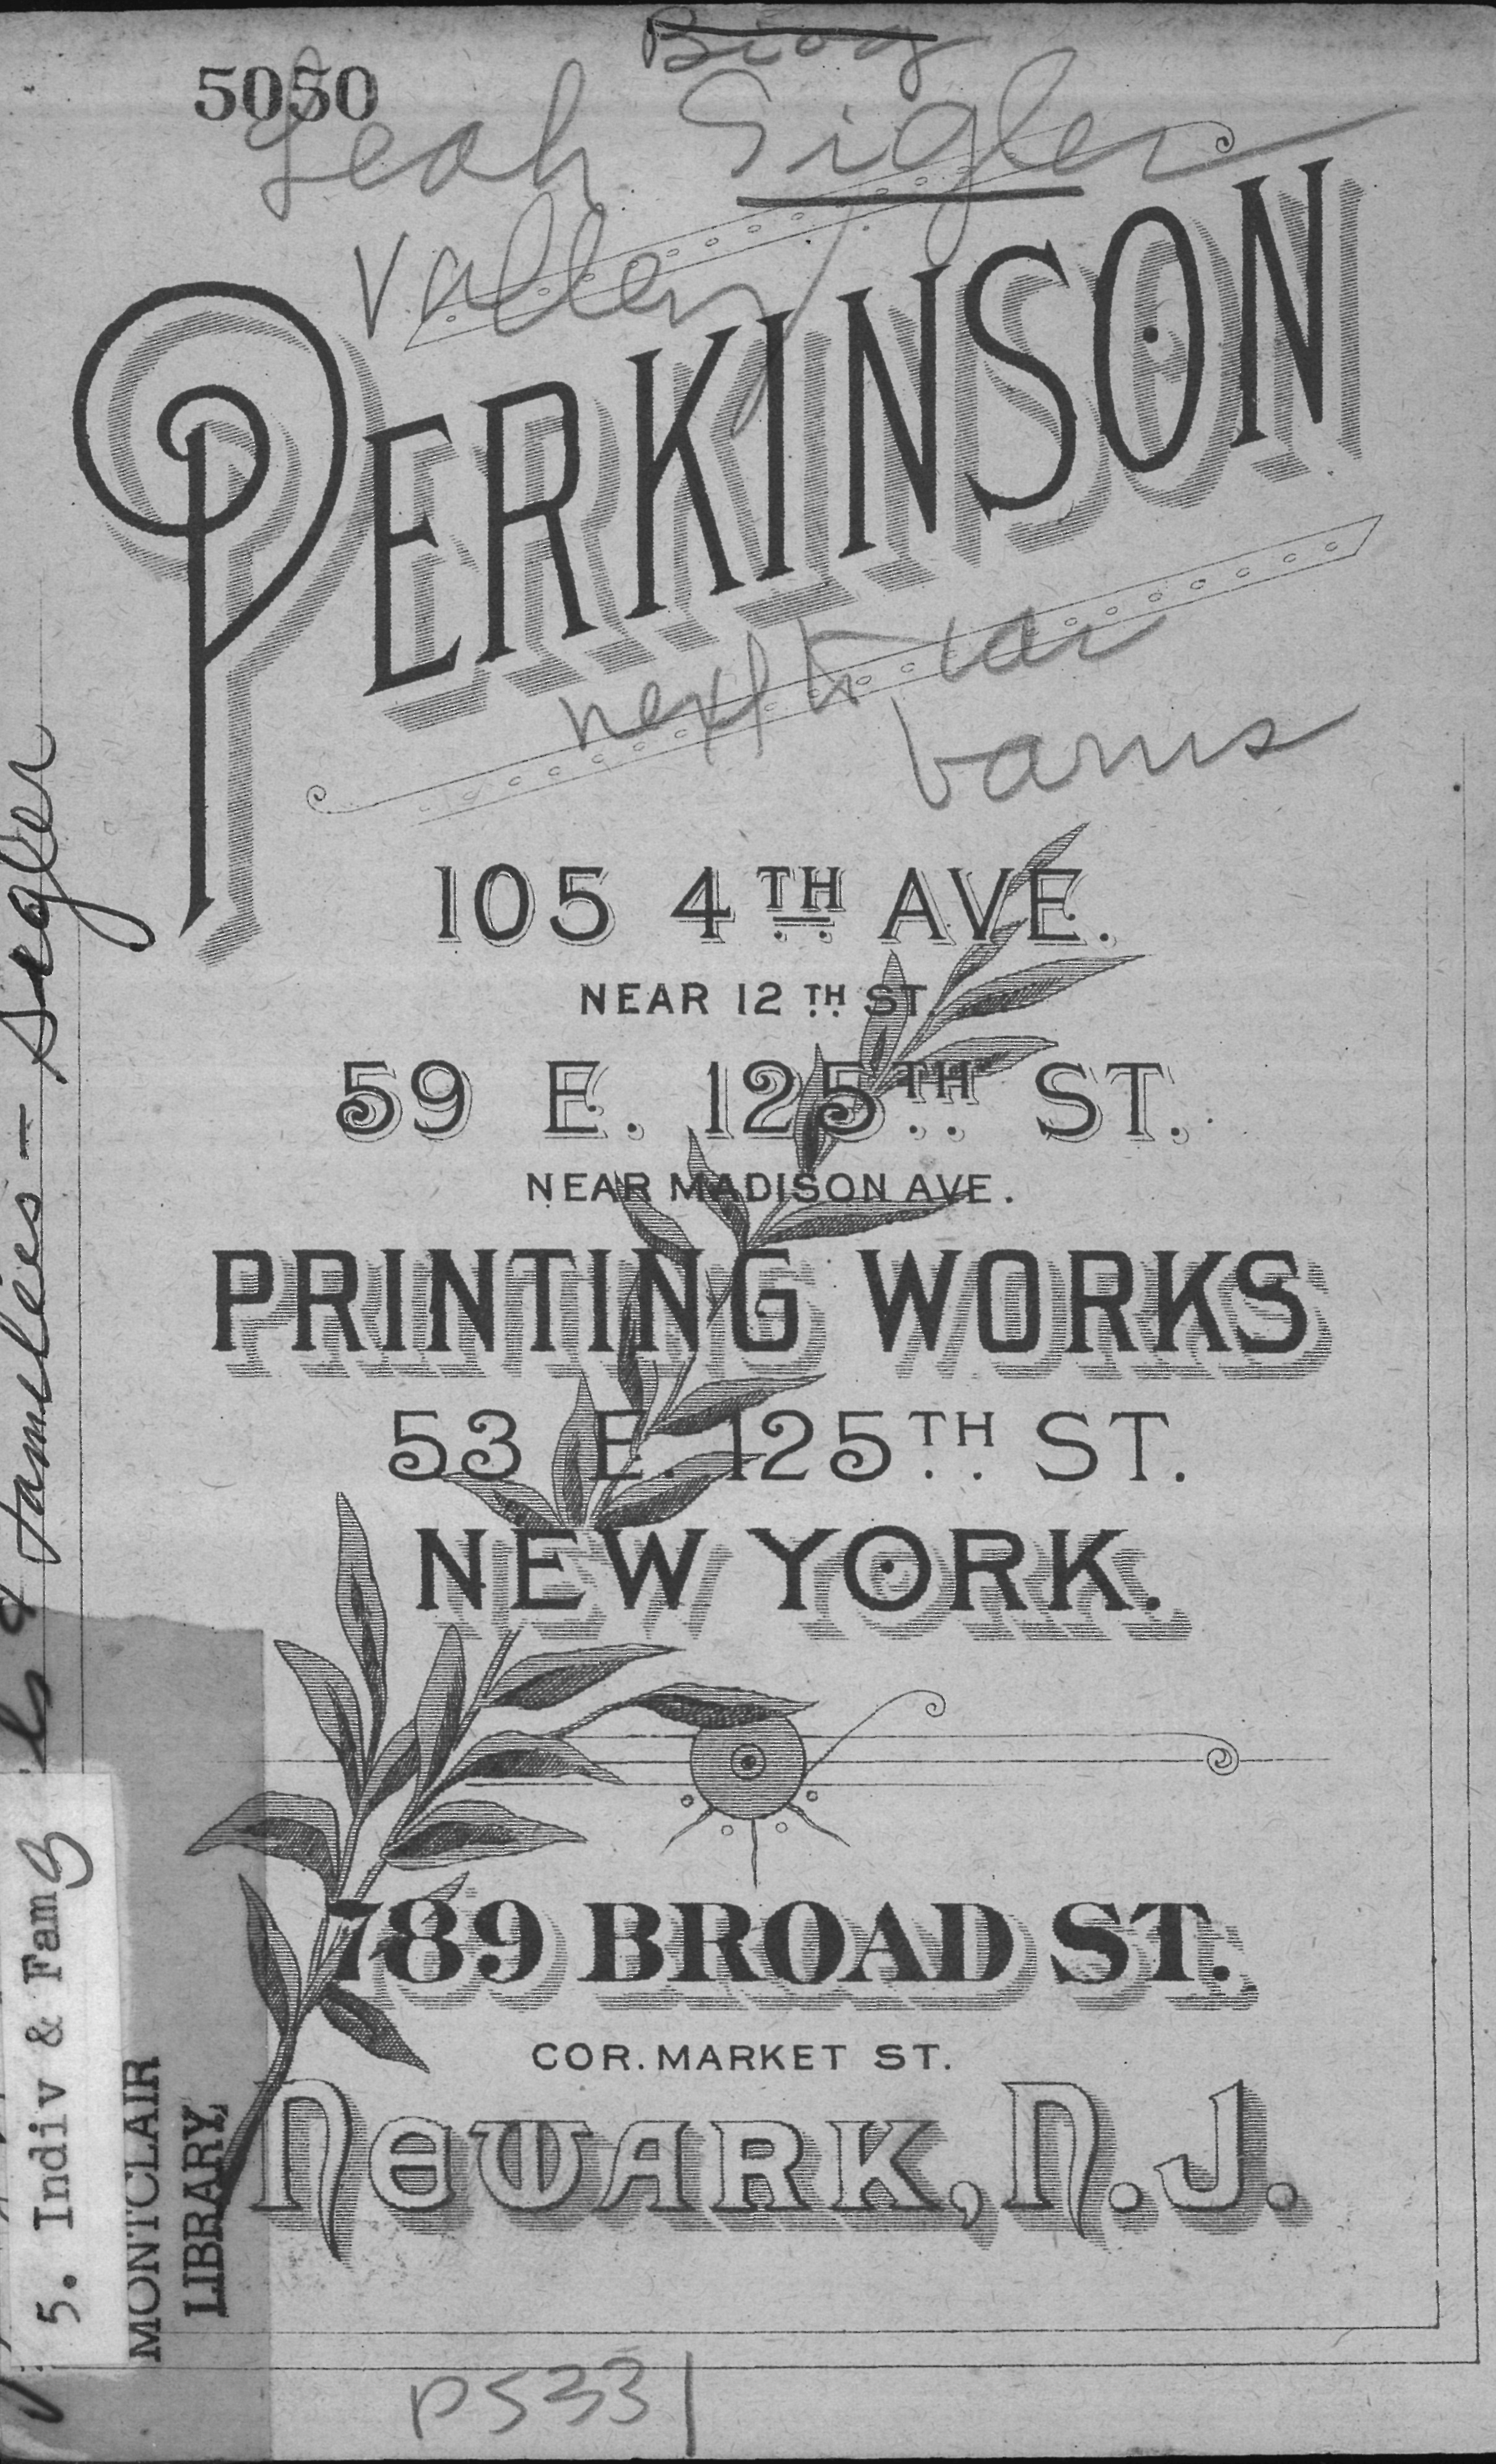 Biog
5050
Leah Sigler
Valley
PERKINSON
next to car
barns
105 4TH AVE.
NEAR 12TH ST.
59 E. 125TH ST.
NEAR MADISON AVE.
PRINTING WORKS
53 E. 125TH ST.
NEW YORK.
789 BROAD ST.
COR. MARKET ST.
NEWARK, N.J.
P5331
& families - Sigler
5. Indiv & Fam
MONTCLAIR
LIBRARY